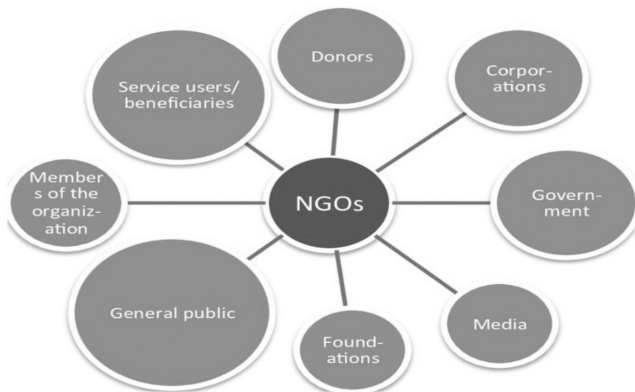 Donors
Service users/
beneficiaries
Corpor-
ations
Member
s of the
organiz-
ation
NGOs
Govern-
ment
General public
Found-
ations
Media